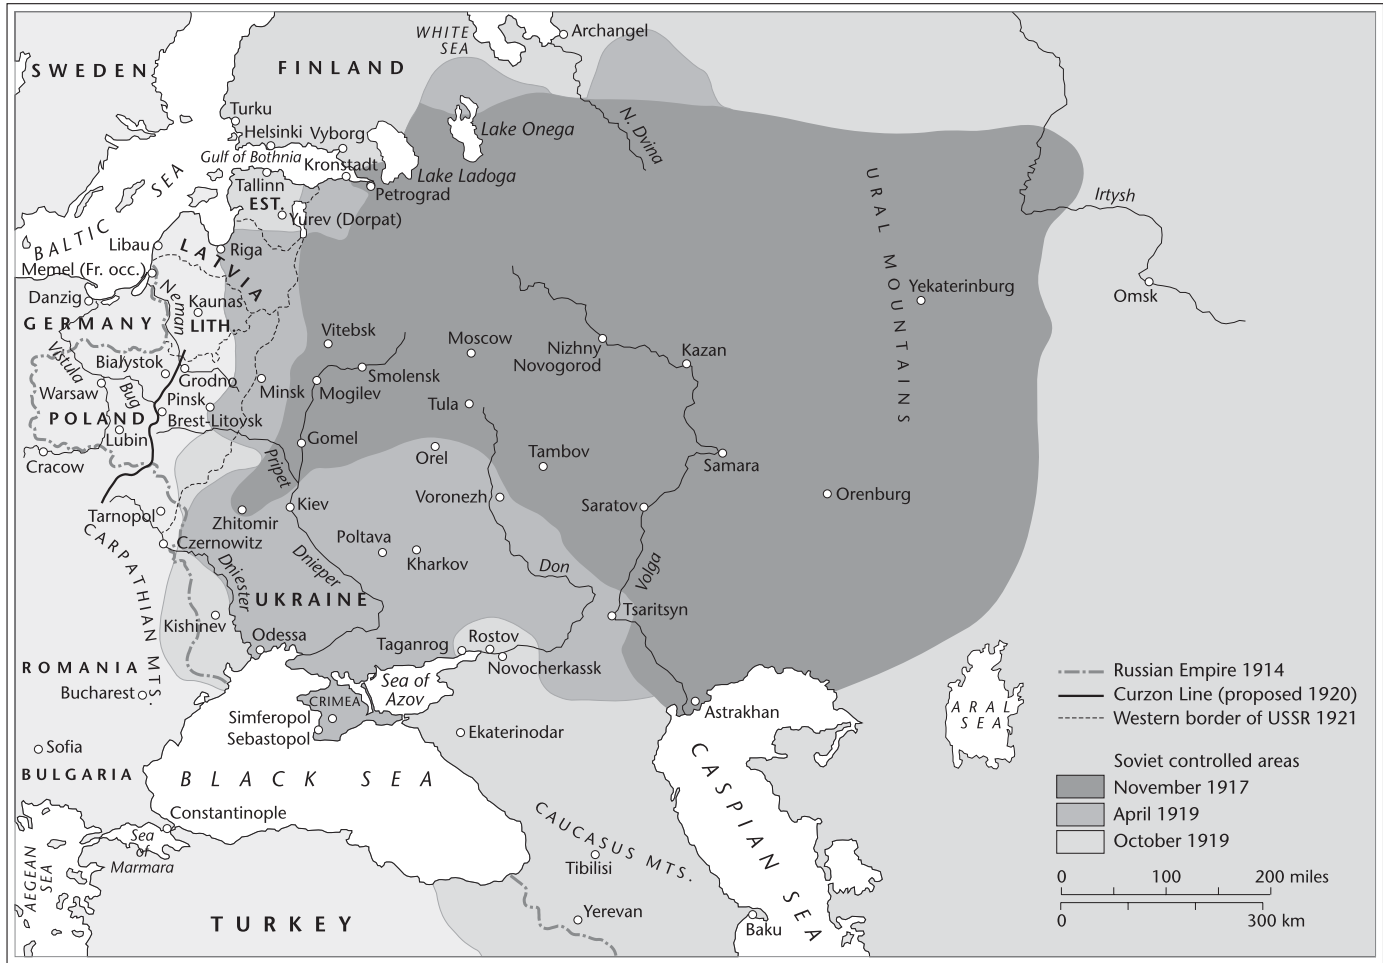 WHITE
SEA
Archangel
SWEDEN
FINLAND
Turku
Helsinki
Vyborg
Lake Onega
N. Dvina
Gulf of Bothnia
Kronstadt
Lake Ladoga
SEA
Tallinn
Petrograd
EST.
Yurev (Dorpat)
URAL MOUNTAINS
Irtysh
BALTIC
Libau
LATVIA
Riga
Memel (Fr. occ.)
Danzig
Neman
Kaunas
Yekaterinburg
Omsk
GERMANY
LITH.
Vitebsk
Moscow
Nizhny
Novogorod
Kazan
Vistula
Białystok
Grodno
Smolensk
Warsaw
Bug
Pinsk
Minsk
Mogilev
Tula
POLAND
Brest-Litovsk
Lubin
Gomel
Cracow
Pripet
Orel
Tambov
Samara
Voronezh
Saratov
Orenburg
Tarnopol
Zhitomir
Kiev
Czernowitz
Poltava
Kharkov
CARPATHIAN MTS.
Dniester
Dnieper
Don
Volga
UKRAINE
Kishinev
Tsaritsyn
Odessa
Taganrog
Rostov
Novocherkassk
ROMANIA
Bucharest
Sea of
Azov
CRIMEA
Simferopol
Sebastopol
Astrakhan
ARAL
SEA
Ekaterinodar
Sofia
BULGARIA
BLACK SEA
CASPIAN SEA
Constantinople
Sea
of
Marmara
AEGEAN
SEA
CAUCASUS MTS.
Tibilisi
TURKEY
Yerevan
Baku
Russian Empire 1914
Curzon Line (proposed 1920)
Western border of USSR 1921
Soviet controlled areas
November 1917
April 1919
October 1919
0 100 200 miles
0 300 km